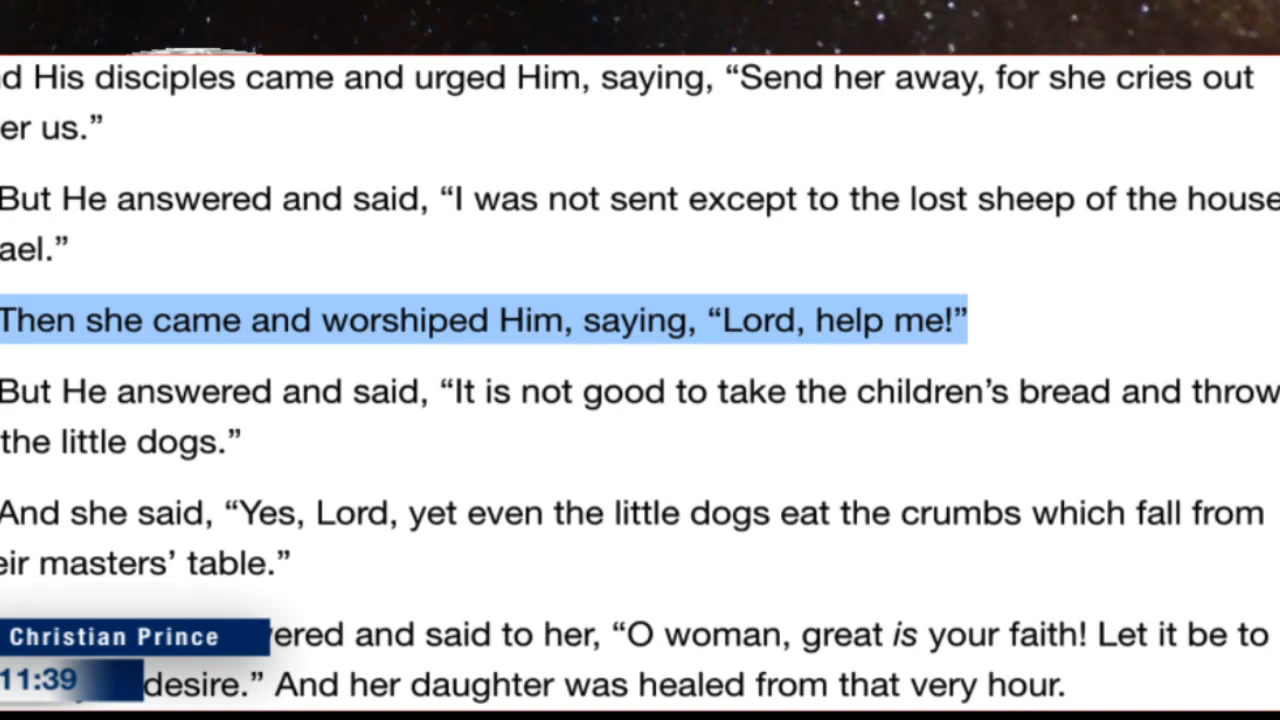 d His disciples came and urged Him, saying, “Send her away, for she cries out
er us.”
But He answered and said, “I was not sent except to the lost sheep of the house
ael.”
Then she came and worshiped Him, saying, “Lord, help me!”
But He answered and said, “It is not good to take the children’s bread and throw
the little dogs.”
And she said, “Yes, Lord, yet even the little dogs eat the crumbs which fall from
eir masters’ table.”
Christian Prince
ered and said to her, “O woman, great is your faith! Let it be to
11:39
desire.” And her daughter was healed from that very hour.